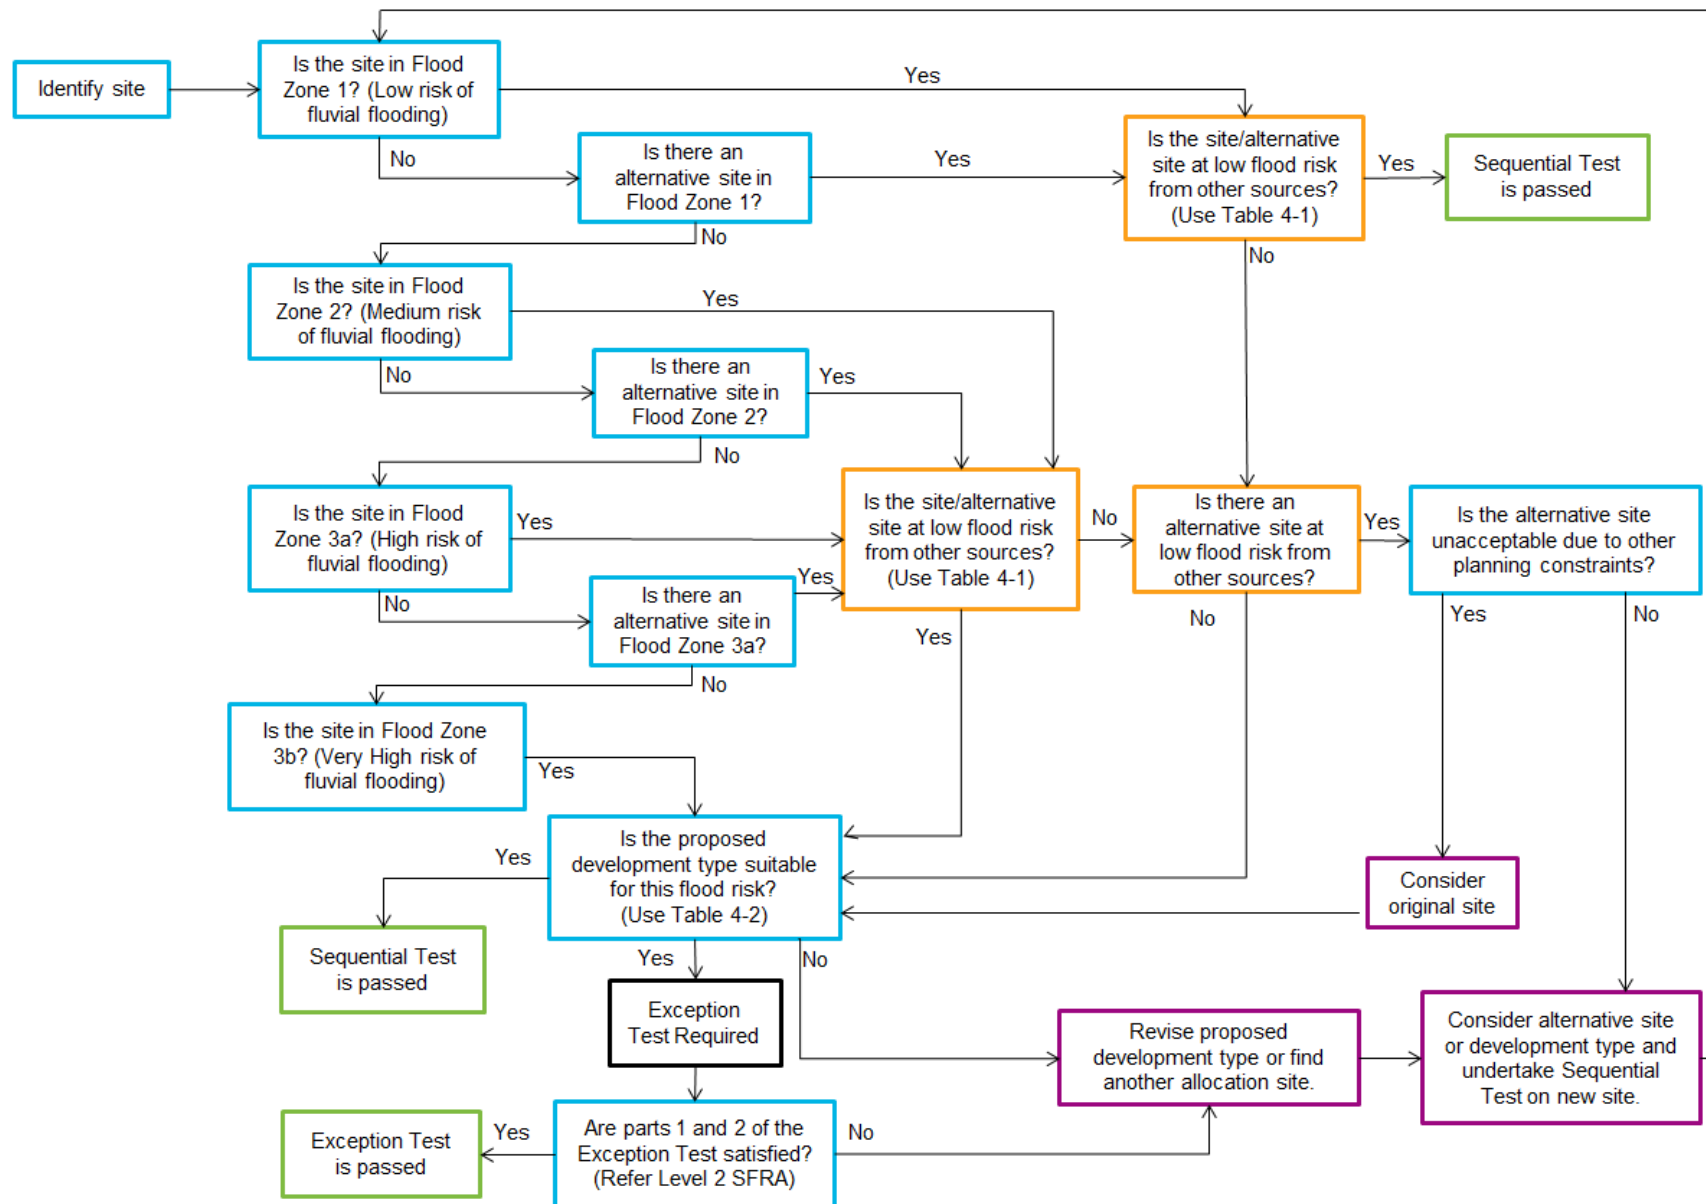 Identify site
Is the site in Flood
Zone 1? (Low risk of
fluvial flooding)
Yes
No
Is there an
alternative site in
Flood Zone 1?
Yes
No
Is the site/alternative
site at low flood risk
from other sources?
(Use Table 4-1)
Yes
No
Sequential Test
is passed
Is the site in Flood
Zone 2? (Medium risk
of fluvial flooding)
Yes
No
Is there an
alternative site in
Flood Zone 2?
Yes
No
Is the site in Flood
Zone 3a? (High risk of
fluvial flooding)
Yes
No
Is there an
alternative site in
Flood Zone 3a?
Yes
No
Is the site/alternative
site at low flood risk
from other sources?
(Use Table 4-1)
No
Yes
Is there an
alternative site at
low flood risk from
other sources?
Yes
No
Is the alternative site
unacceptable due to other
planning constraints?
Yes
No
Is the site in Flood Zone
3b? (Very High risk of
fluvial flooding)
Yes
Is the proposed
development type suitable
for this flood risk?
(Use Table 4-2)
Yes
Yes
No
Consider
original site
Sequential Test
is passed
Exception
Test Required
Revise proposed
development type or find
another allocation site.
Consider alternative site
or development type and
undertake Sequential
Test on new site.
Are parts 1 and 2 of the
Exception Test satisfied?
(Refer Level 2 SFRA)
Yes
No
Exception Test
is passed